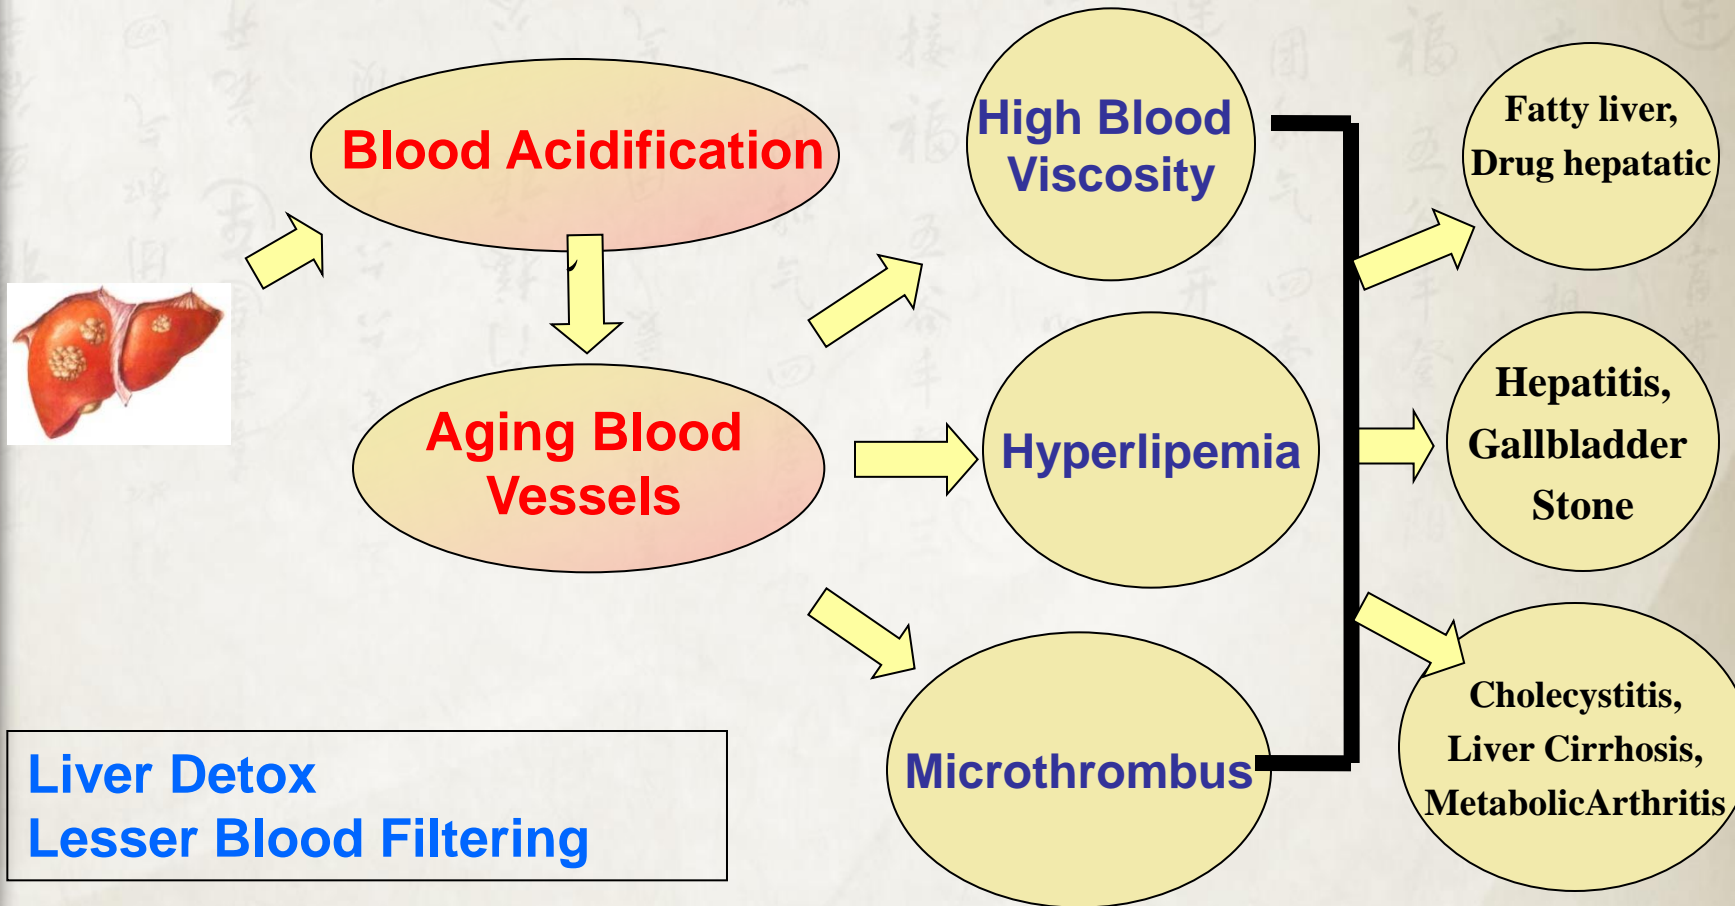 Blood Acidification
Aging Blood
Vessels
High Blood
Viscosity
Hyperlipemia
Microthrombus
Fatty liver,
Drug hepatatic
Hepatitis,
Gallbladder
Stone
Cholecystitis,
Liver Cirrhosis,
MetabolicArthritis
Liver Detox
Lesser Blood Filtering